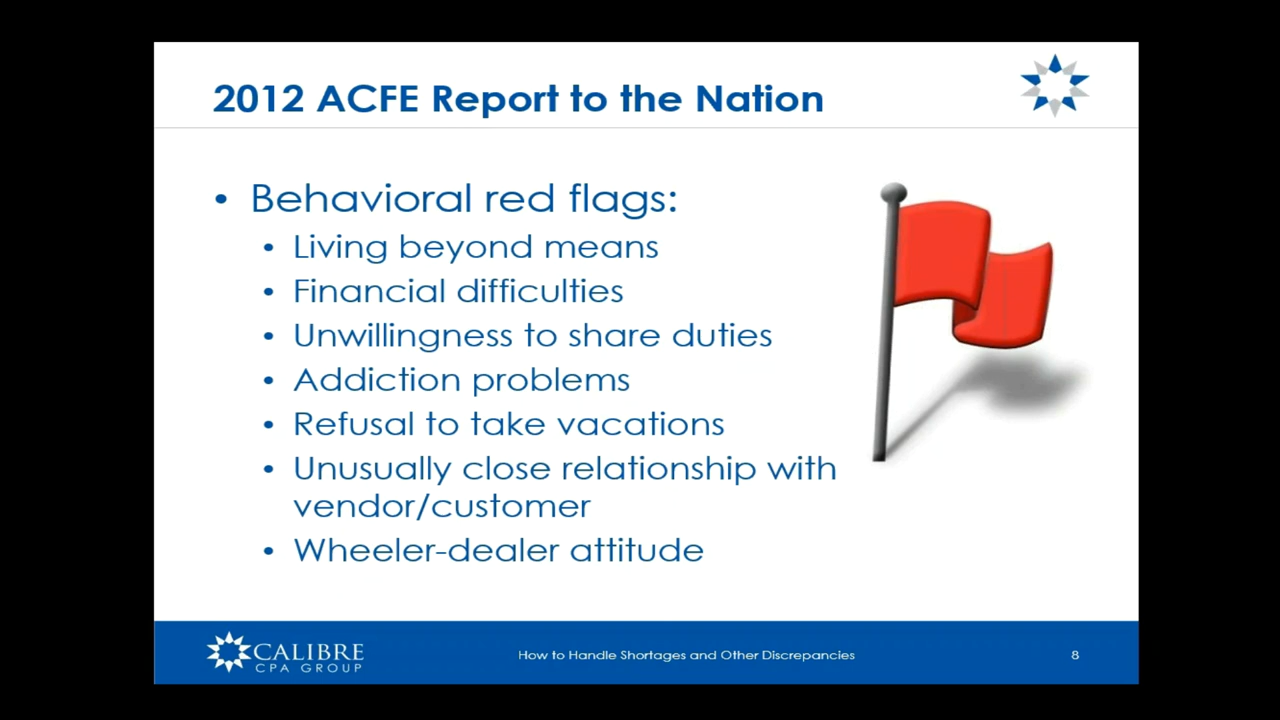 2012 ACFE Report to the Nation
• Behavioral red flags:
• Living beyond means
• Financial difficulties
• Unwillingness to share duties
• Addiction problems
• Refusal to take vacations
• Unusually close relationship with
vendor/customer
• Wheeler-dealer attitude
CALIBRE
CPA GROUP
How to Handle Shortages and Other Discrepancies
8